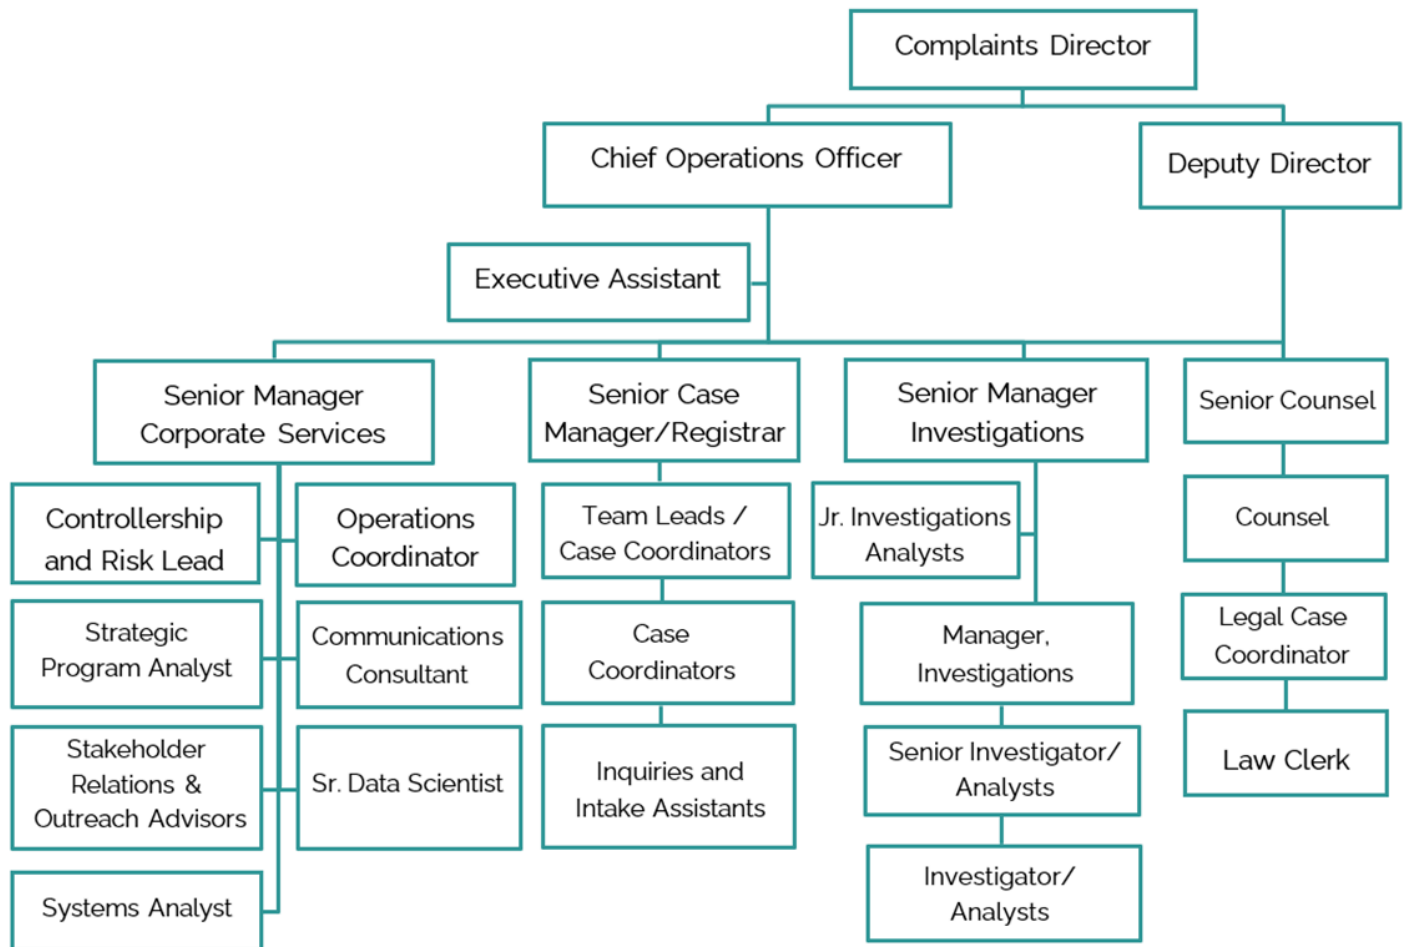 Complaints Director
Chief Operations Officer
Deputy Director
Executive Assistant
Senior Manager
Corporate Services
Senior Case
Manager/Registrar
Senior Manager
Investigations
Senior Counsel
Controllership
and Risk Lead
Operations
Coordinator
Team Leads /
Case Coordinators
Jr. Investigations
Analysts
Counsel
Strategic
Program Analyst
Communications
Consultant
Case
Coordinators
Manager,
Investigations
Legal Case
Coordinator
Stakeholder
Relations &
Outreach Advisors
Sr. Data Scientist
Inquiries and
Intake Assistants
Senior Investigator/
Analysts
Law Clerk
Systems Analyst
Investigator/
Analysts